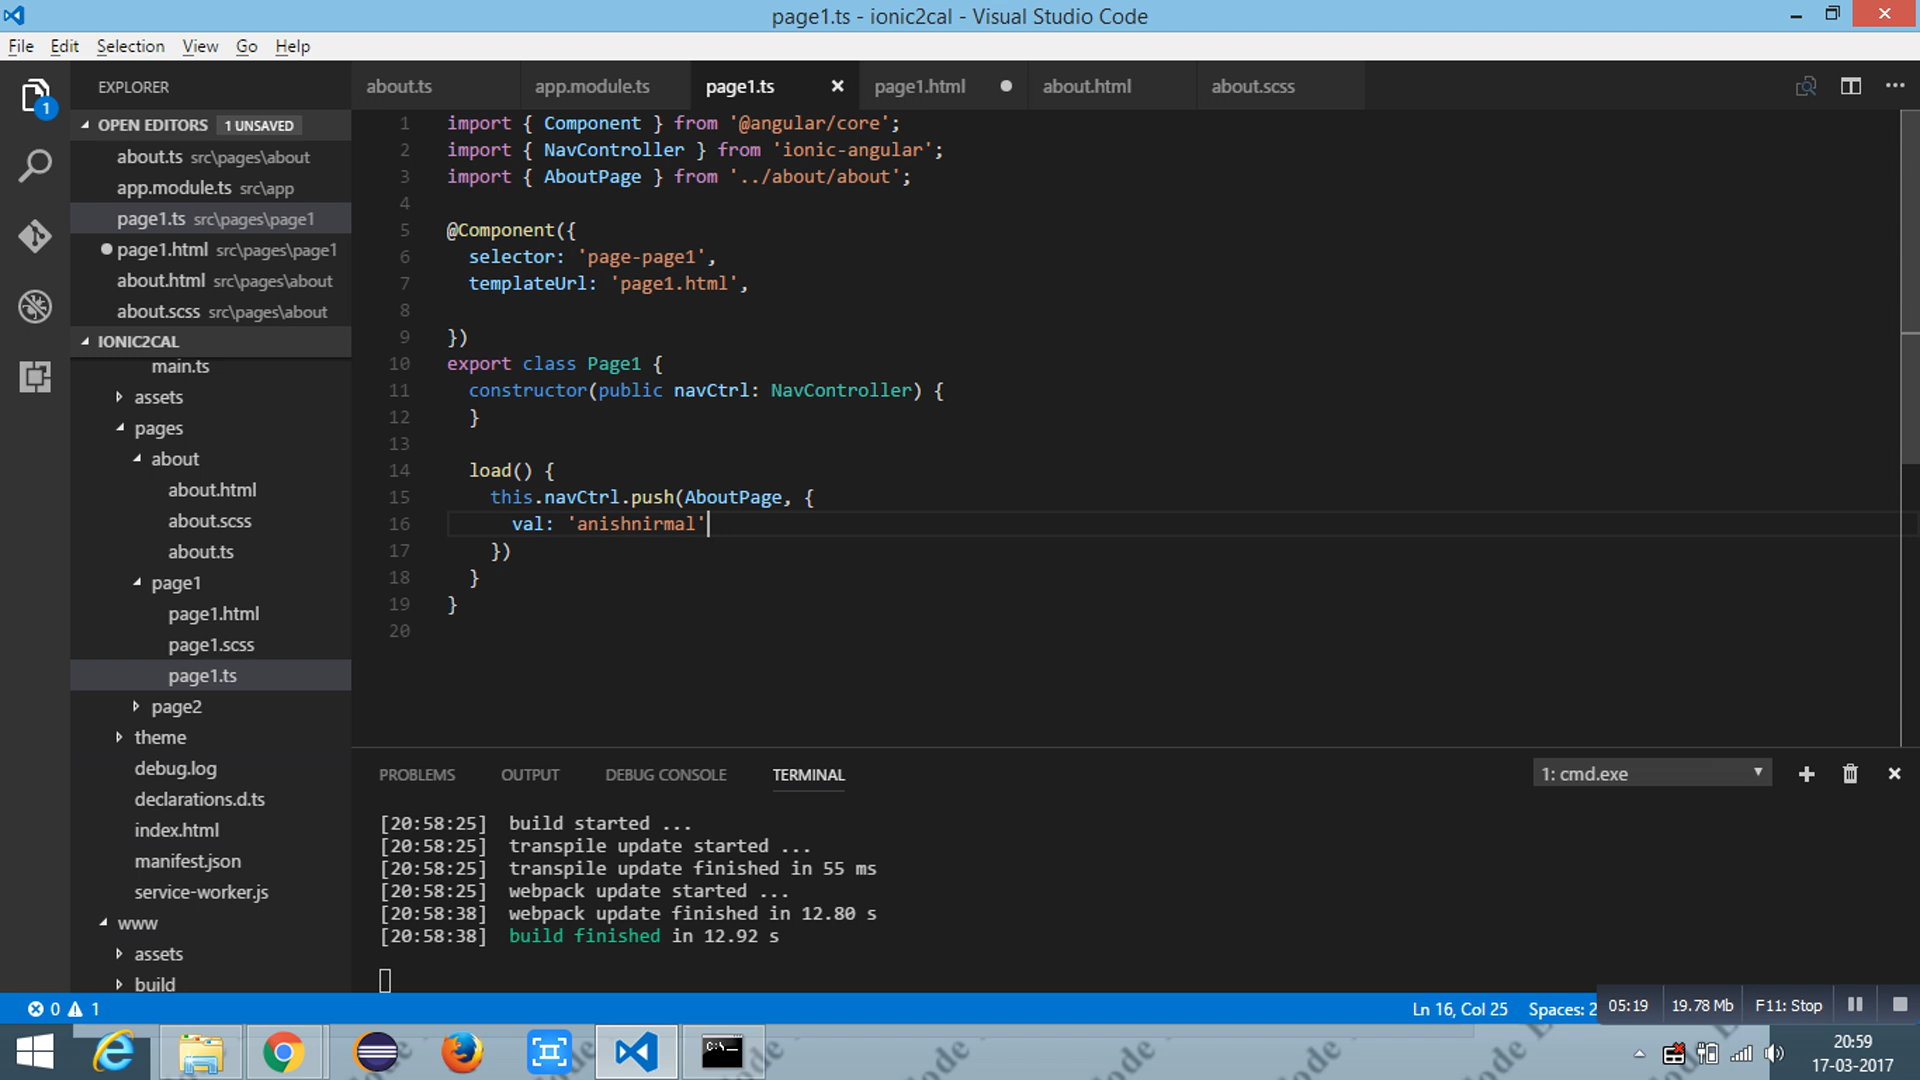 page1.ts - ionic2cal - Visual Studio Code
File Edit Selection View Go Help
EXPLORER
about.ts app.module.ts page1.ts page1.html about.html about.scss
1
OPEN EDITORS 1 UNSAVED
about.ts src\pages\about
app.module.ts src\app
page1.ts src\pages\page1
page1.html src\pages\page1
about.html src\pages\about
about.scss src\pages\about
IONIC2CAL
main.ts
assets
pages
about
about.html
about.scss
about.ts
page1
page1.html
page1.scss
page1.ts
page2
theme
debug.log
declarations.d.ts
index.html
manifest.json
service-worker.js
www
assets
build
1 import { Component } from '@angular/core';
2 import { NavController } from 'ionic-angular';
3 import { AboutPage } from '../about/about';
4
5 @Component({
6 selector: 'page-page1',
7 templateUrl: 'page1.html',
8
9 })
10 export class Page1 {
11 constructor(public navCtrl: NavController) {
12 }
13
14 load() {
15 this.navCtrl.push(AboutPage, {
16 val: 'anishnirmal'
17 })
18 }
19 }
20
PROBLEMS OUTPUT DEBUG CONSOLE TERMINAL 1: cmd.exe
[20:58:25] build started ...
[20:58:25] transpile update started ...
[20:58:25] transpile update finished in 55 ms
[20:58:25] webpack update started ...
[20:58:38] webpack update finished in 12.80 s
[20:58:38] build finished in 12.92 s
0 1 Ln 16, Col 25 Spaces: 2 05:19 19.78 Mb F11: Stop
C:\
20:59
17-03-2017